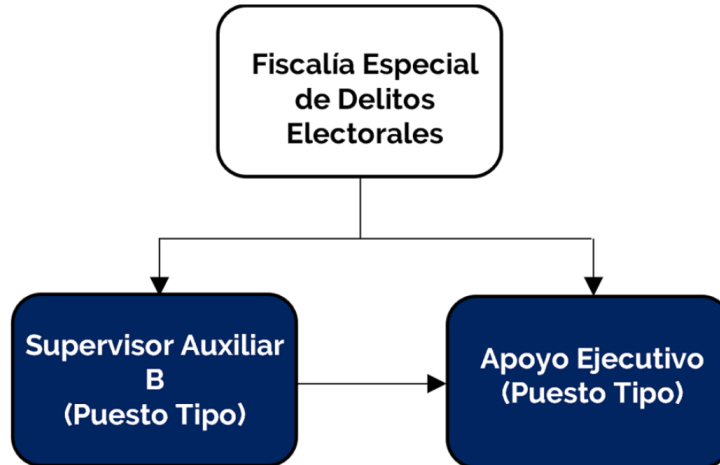 Fiscalía Especial
de Delitos
Electorales
Supervisor Auxiliar
B
(Puesto Tipo)
Apoyo Ejecutivo
(Puesto Tipo)